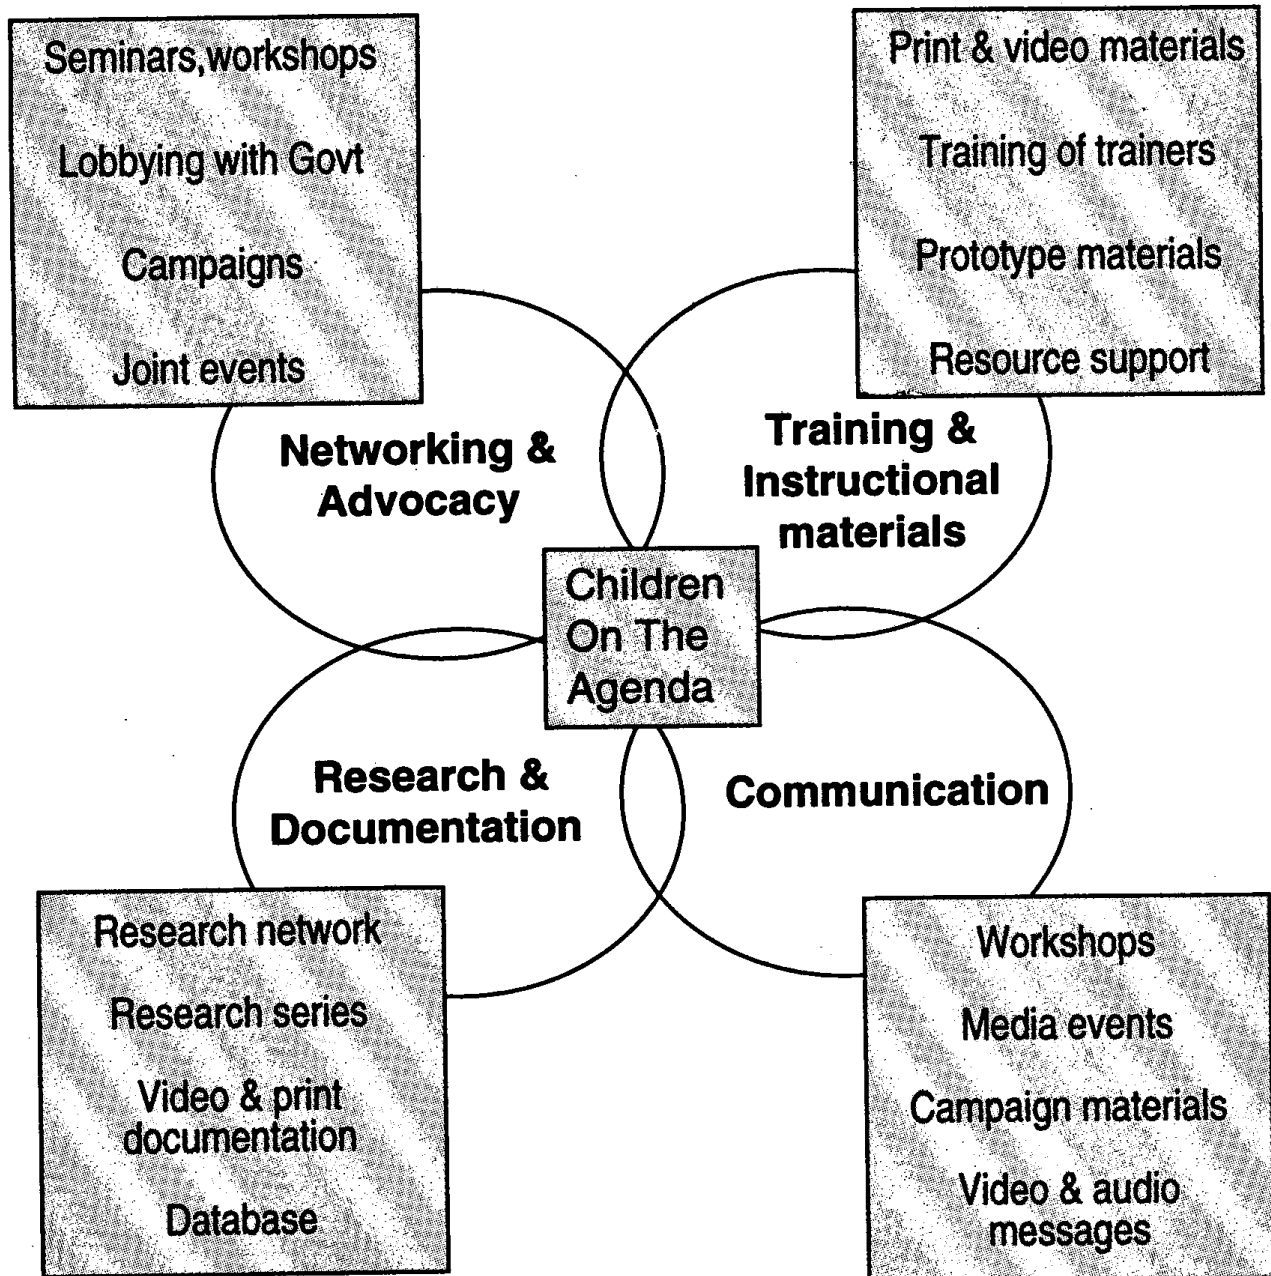 Seminars,workshops
Lobbying with Govt
Campaigns
Joint events
Print & video materials
Training of trainers
Prototype materials
Resource support
Networking &
Advocacy
Training &
Instructional
materials
Children
On The
Agenda
Research &
Documentation
Communication
Research network
Research series
Video & print
documentation
Database
Workshops
Media events
Campaign materials
Video & audio
messages